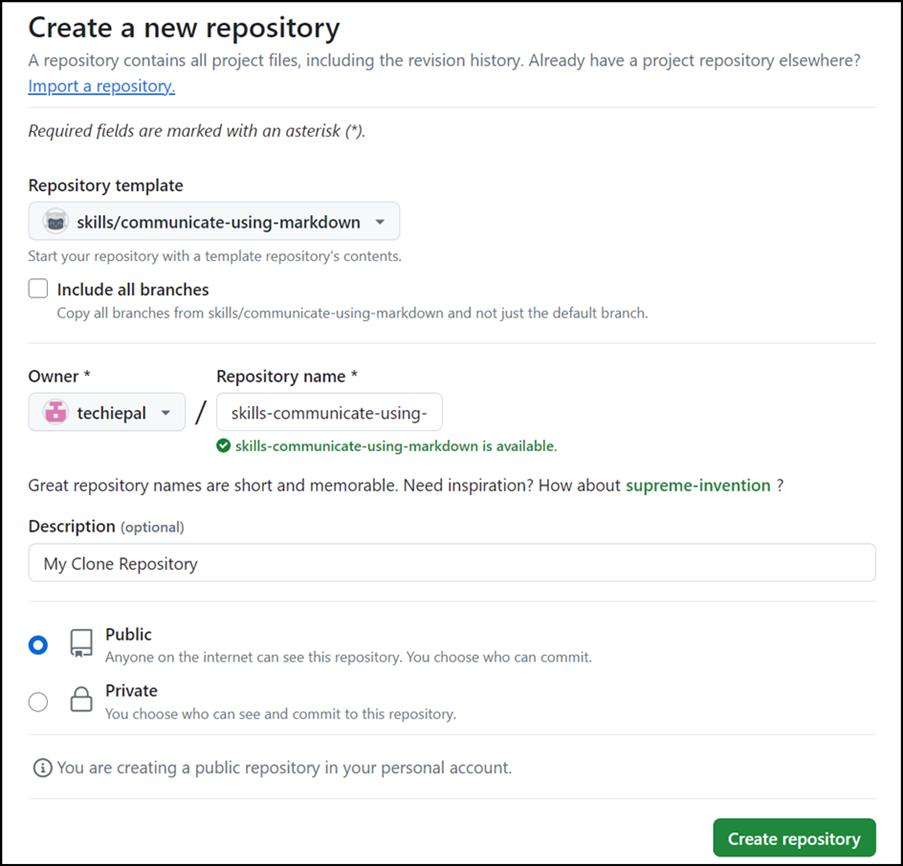 Create a new repository
A repository contains all project files, including the revision history. Already have a project repository elsewhere?
Import a repository.
Required fields are marked with an asterisk (*).
Repository template
skills/communicate-using-markdown
Start your repository with a template repository's contents.
Include all branches
Copy all branches from skills/communicate-using-markdown and not just the default branch.
Owner * Repository name *
techiepal / skills-communicate-using-
skills-communicate-using-markdown is available.
Great repository names are short and memorable. Need inspiration? How about supreme-invention ?
Description (optional)
My Clone Repository
Public
Anyone on the internet can see this repository. You choose who can commit.
Private
You choose who can see and commit to this repository.
You are creating a public repository in your personal account.
Create repository